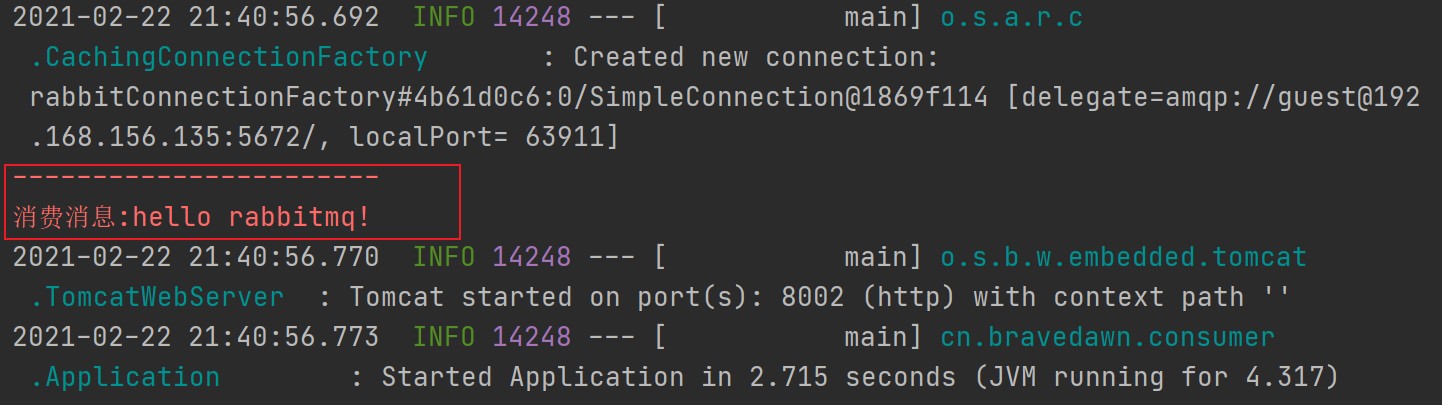 2021-02-22 21:40:56.692  INFO 14248 --- [           main] o.s.a.r.c
.CachingConnectionFactory       : Created new connection:
rabbitConnectionFactory#4b61d0c6:0/SimpleConnection@1869f114 [delegate=amqp://guest@192
.168.156.135:5672/, localPort= 63911]
-----------------------
消费消息:hello rabbitmq!
2021-02-22 21:40:56.770  INFO 14248 --- [           main] o.s.b.w.embedded.tomcat
.TomcatWebServer  : Tomcat started on port(s): 8002 (http) with context path ''
2021-02-22 21:40:56.773  INFO 14248 --- [           main] cn.bravedawn.consumer
.Application        : Started Application in 2.715 seconds (JVM running for 4.317)